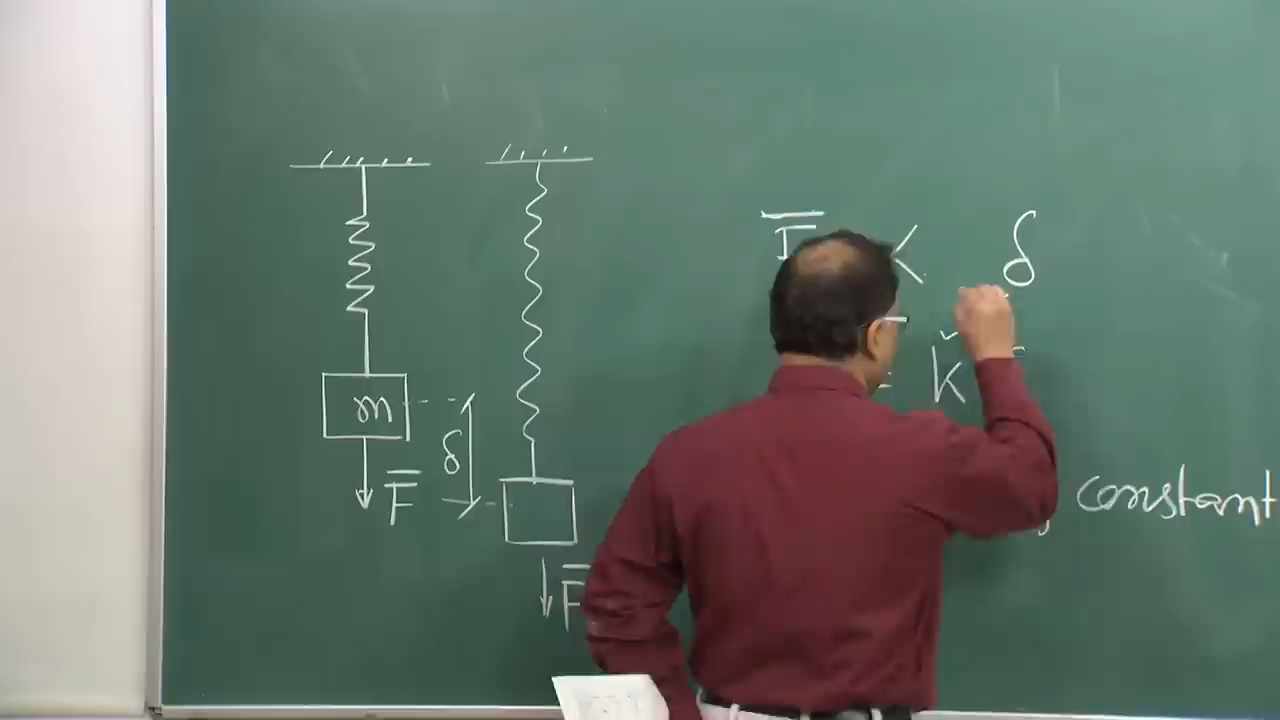 m
δ
F̅
F̅
F̅ δ
= k
constant